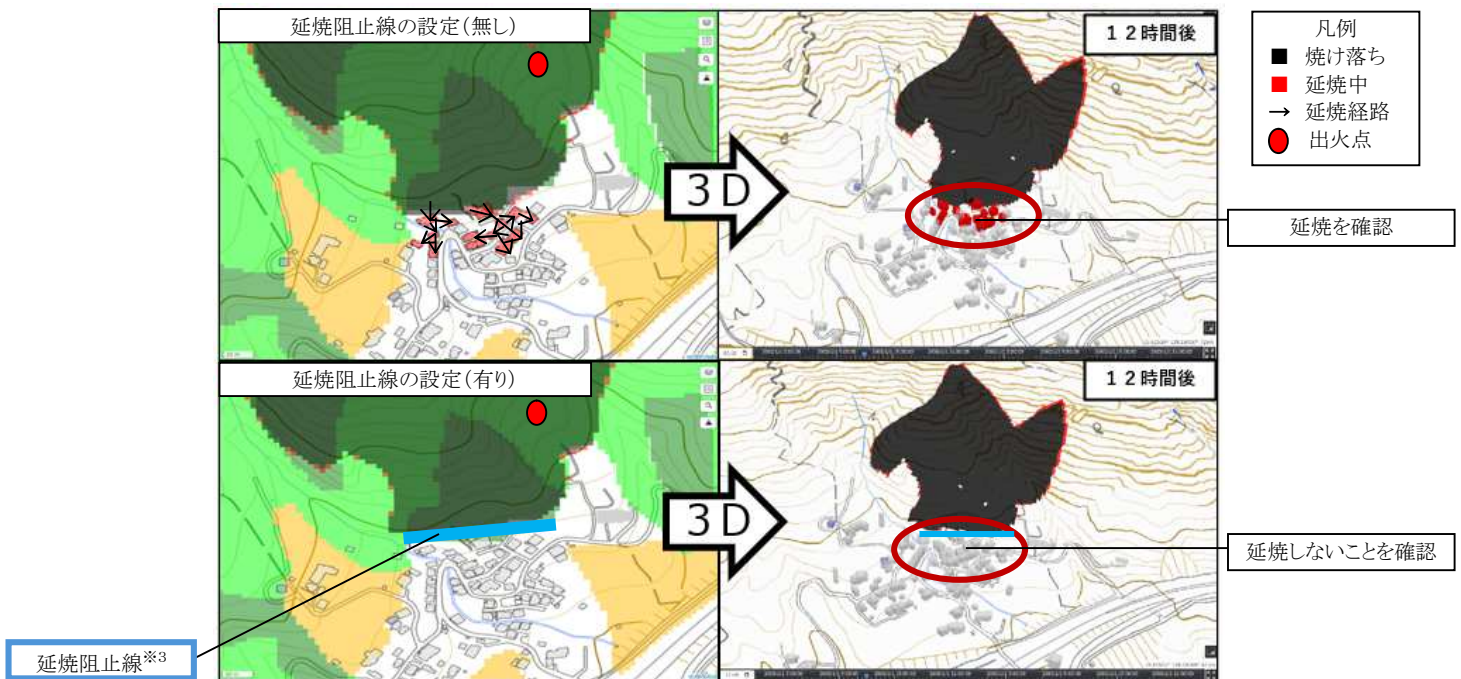 延焼阻止線の設定(無し)
12時間後
凡例
焼け落ち
延焼中
延焼経路
出火点
3D
延焼を確認
延焼阻止線の設定(有り)
12時間後
3D
延焼しないことを確認
延焼阻止線※3